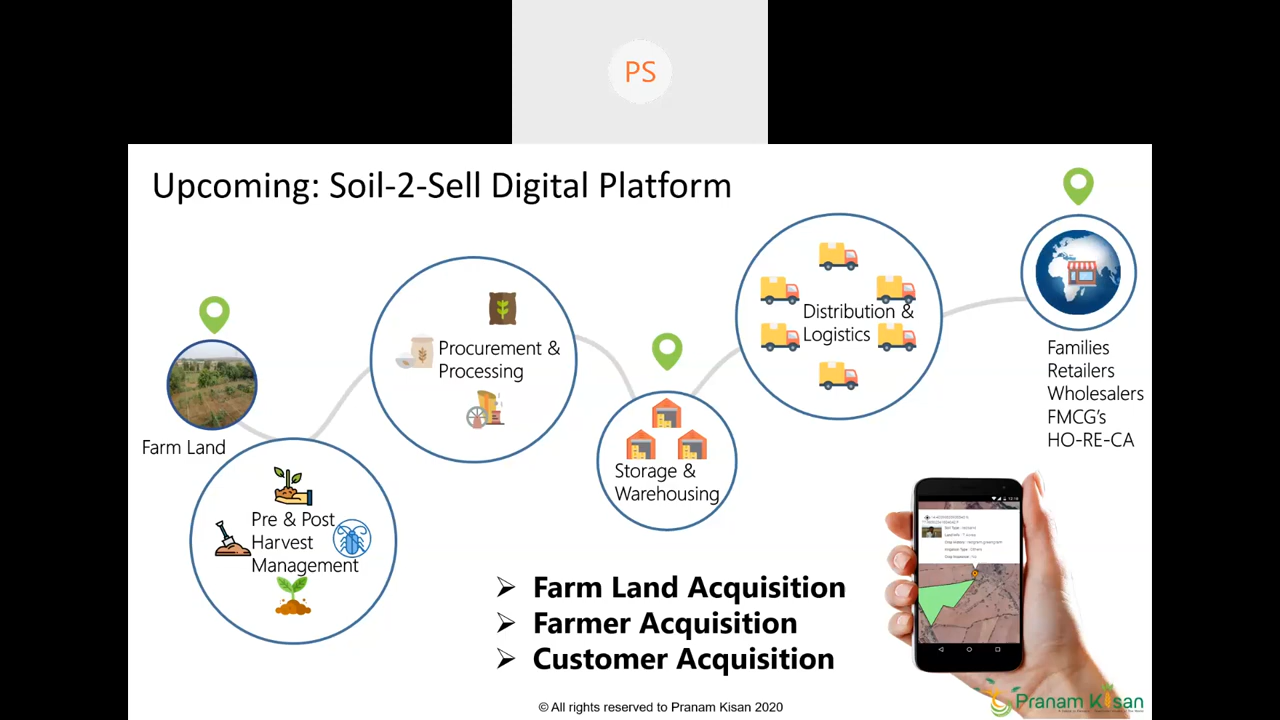 PS
Upcoming: Soil-2-Sell Digital Platform
Farm Land
Pre & Post
Harvest
Management
Procurement &
Processing
Storage &
Warehousing
Distribution &
Logistics
Families
Retailers
Wholesalers
FMCG's
HO-RE-CA
➢ Farm Land Acquisition
➢ Farmer Acquisition
➢ Customer Acquisition
© All rights reserved to Pranam Kisan 2020
Pranam Kisan